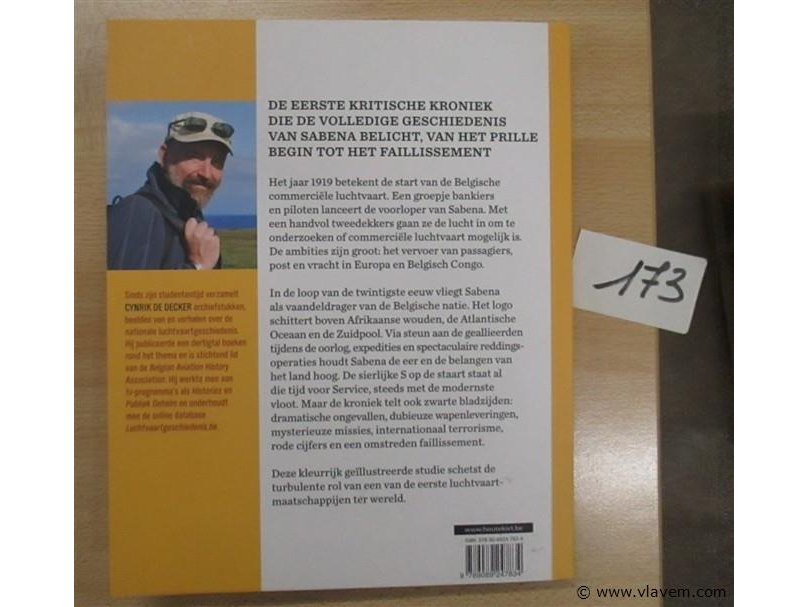 DE EERSTE KRITISCHE KRONIEK
DIE DE VOLLEDIGE GESCHIEDENIS
VAN SABENA BELICHT, VAN HET PRILLE
BEGIN TOT HET FAILLISSEMENT
Het jaar 1919 betekent de start van de Belgische
commerciële luchtvaart. Een groepje bankiers
en piloten lanceert de voorloper van Sabena. Met
een handvol tweedekkers gaan ze de lucht in om te
onderzoeken of commerciële luchtvaart mogelijk is.
De ambities zijn groot: het vervoer van passagiers,
post en vracht in Europa en Belgisch Congo.
In de loop van de twintigste eeuw vliegt Sabena
als vaandeldrager van de Belgische natie. Het logo
schittert boven Afrikaanse wouden, de Atlantische
Oceaan en de Zuidpool. Via steun aan de geallieerden
tijdens de oorlog, expedities en spectaculaire reddings-
operaties houdt Sabena de eer en de belangen van
het land hoog. De sierlijke S op de staart staat al
die tijd voor Service, steeds met de modernste
vloot. Maar de kroniek telt ook zwarte bladzijden:
dramatische ongevallen, dubieuze wapenleveringen,
mysterieuze missies, internationaal terrorisme,
rode cijfers en een omstreden faillissement.
Deze kleurrijk geïllustreerde studie schetst de
turbulente rol van een van de eerste luchtvaart-
maatschappijen ter wereld.
Sinds zijn studententijd verzamelt
CYNRIK DE DECKER archiefstukken,
beelden van en verhalen over de
nationale luchtvaartgeschiedenis.
Hij publiceerde een dertigtal boeken
rond het thema en is stichtend lid
van de Belgian Aviation History
Association. Hij werkte mee aan
tv-programma's als Histories en
Publiek Geheim en onderhoudt
mee de online database
Luchtvaartgeschiedenis.be.
173
9 789089 247834
© www.vlavem.com